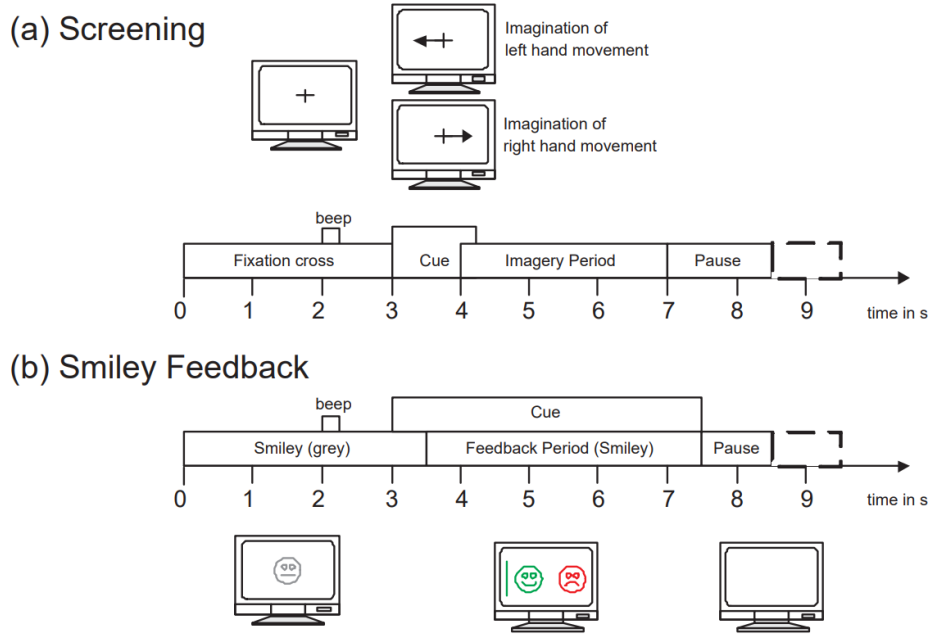 (a) Screening
Imagination of
left hand movement
Imagination of
right hand movement
beep
Fixation cross
Cue
Imagery Period
Pause
0 1 2 3 4 5 6 7 8 9 time in s
(b) Smiley Feedback
beep
Cue
Smiley (grey)
Feedback Period (Smiley)
Pause
0 1 2 3 4 5 6 7 8 9 time in s